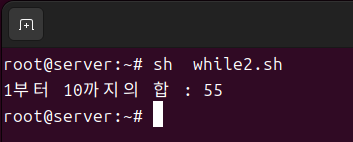 root@server:~# sh  while2.sh
1부터 10까지의 합 : 55
root@server:~#